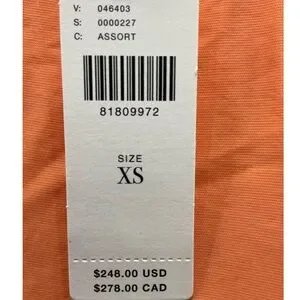 V: 046403
S: 0000227
C: ASSORT
81809972
SIZE
XS
$248.00 USD
$278.00 CAD